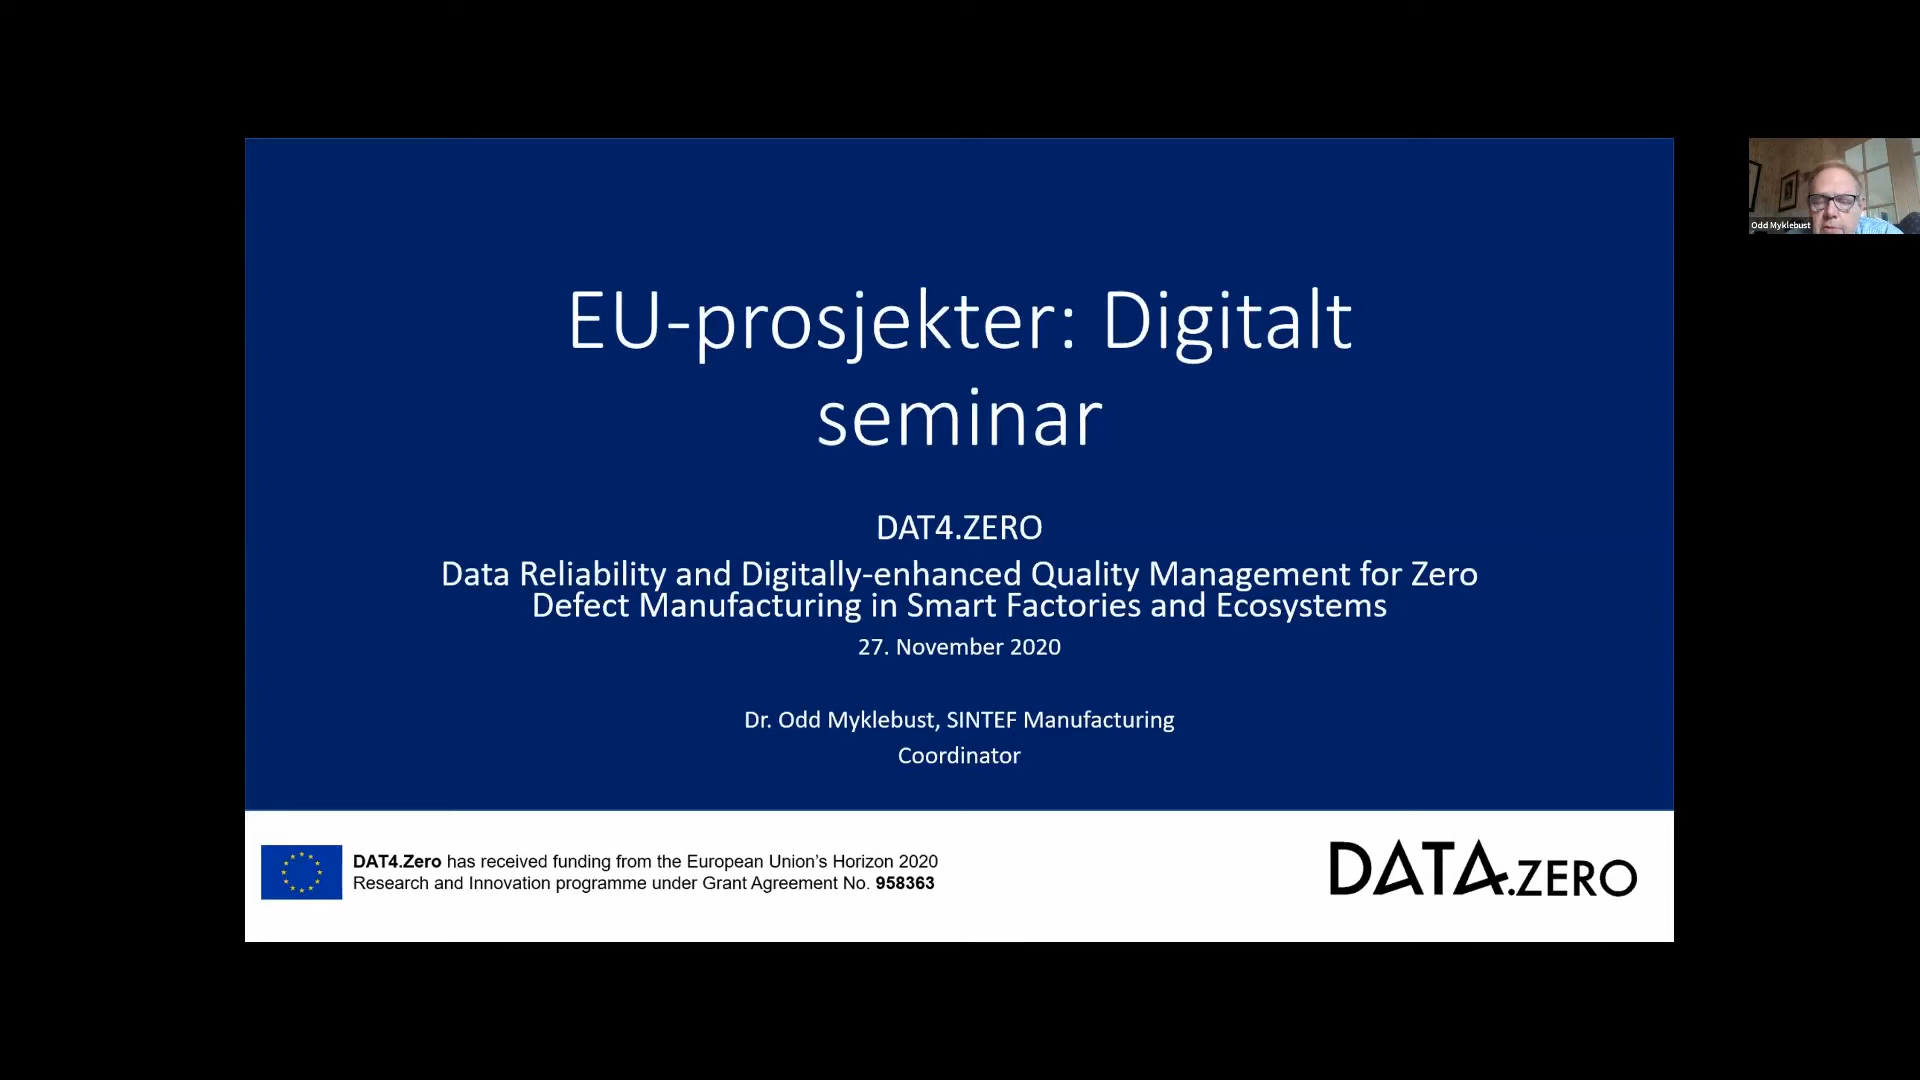 EU-prosjekter: Digitalt
seminar
DAT4.ZERO
Data Reliability and Digitally-enhanced Quality Management for Zero
Defect Manufacturing in Smart Factories and Ecosystems
27. November 2020
Dr. Odd Myklebust, SINTEF Manufacturing
Coordinator
DAT4.Zero has received funding from the European Union’s Horizon 2020
Research and Innovation programme under Grant Agreement No. 958363
DATA.ZERO
Odd Myklebust